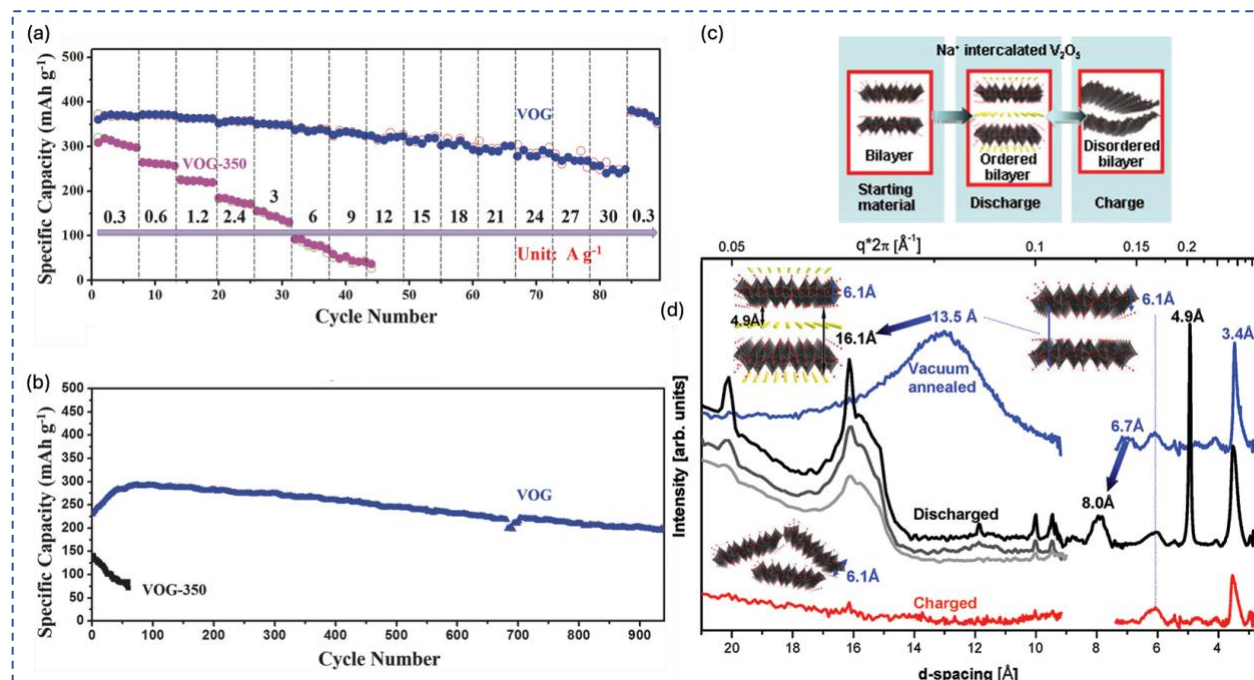 (a)
Specific Capacity (mAh g⁻¹)
500
400
300
200
100
0
VOG
VOG-350
0.3 0.6 1.2 2.4 3 6 9 12 15 18 21 24 27 30 0.3
Unit: A g⁻¹
0 10 20 30 40 50 60 70 80
Cycle Number
(b)
Specific Capacity (mAh g⁻¹)
500
450
400
350
300
250
200
150
100
50
0
VOG
VOG-350
0 100 200 300 400 500 600 700 800 900
Cycle Number
(c)
Na⁺ intercalated V₂O₅
Bilayer
Ordered
bilayer
Disordered
bilayer
Starting
material
Discharge
Charge
(d)
q*2π [Å⁻¹]
0.05 0.1 0.15 0.2
Intensity [arb. units]
6.1Å
4.9Å
16.1Å
13.5 Å
6.1Å
4.9Å
3.4Å
Vacuum
annealed
6.7Å
8.0Å
Discharged
6.1Å
Charged
20 18 16 14 12 10 8 6 4
d-spacing [Å]